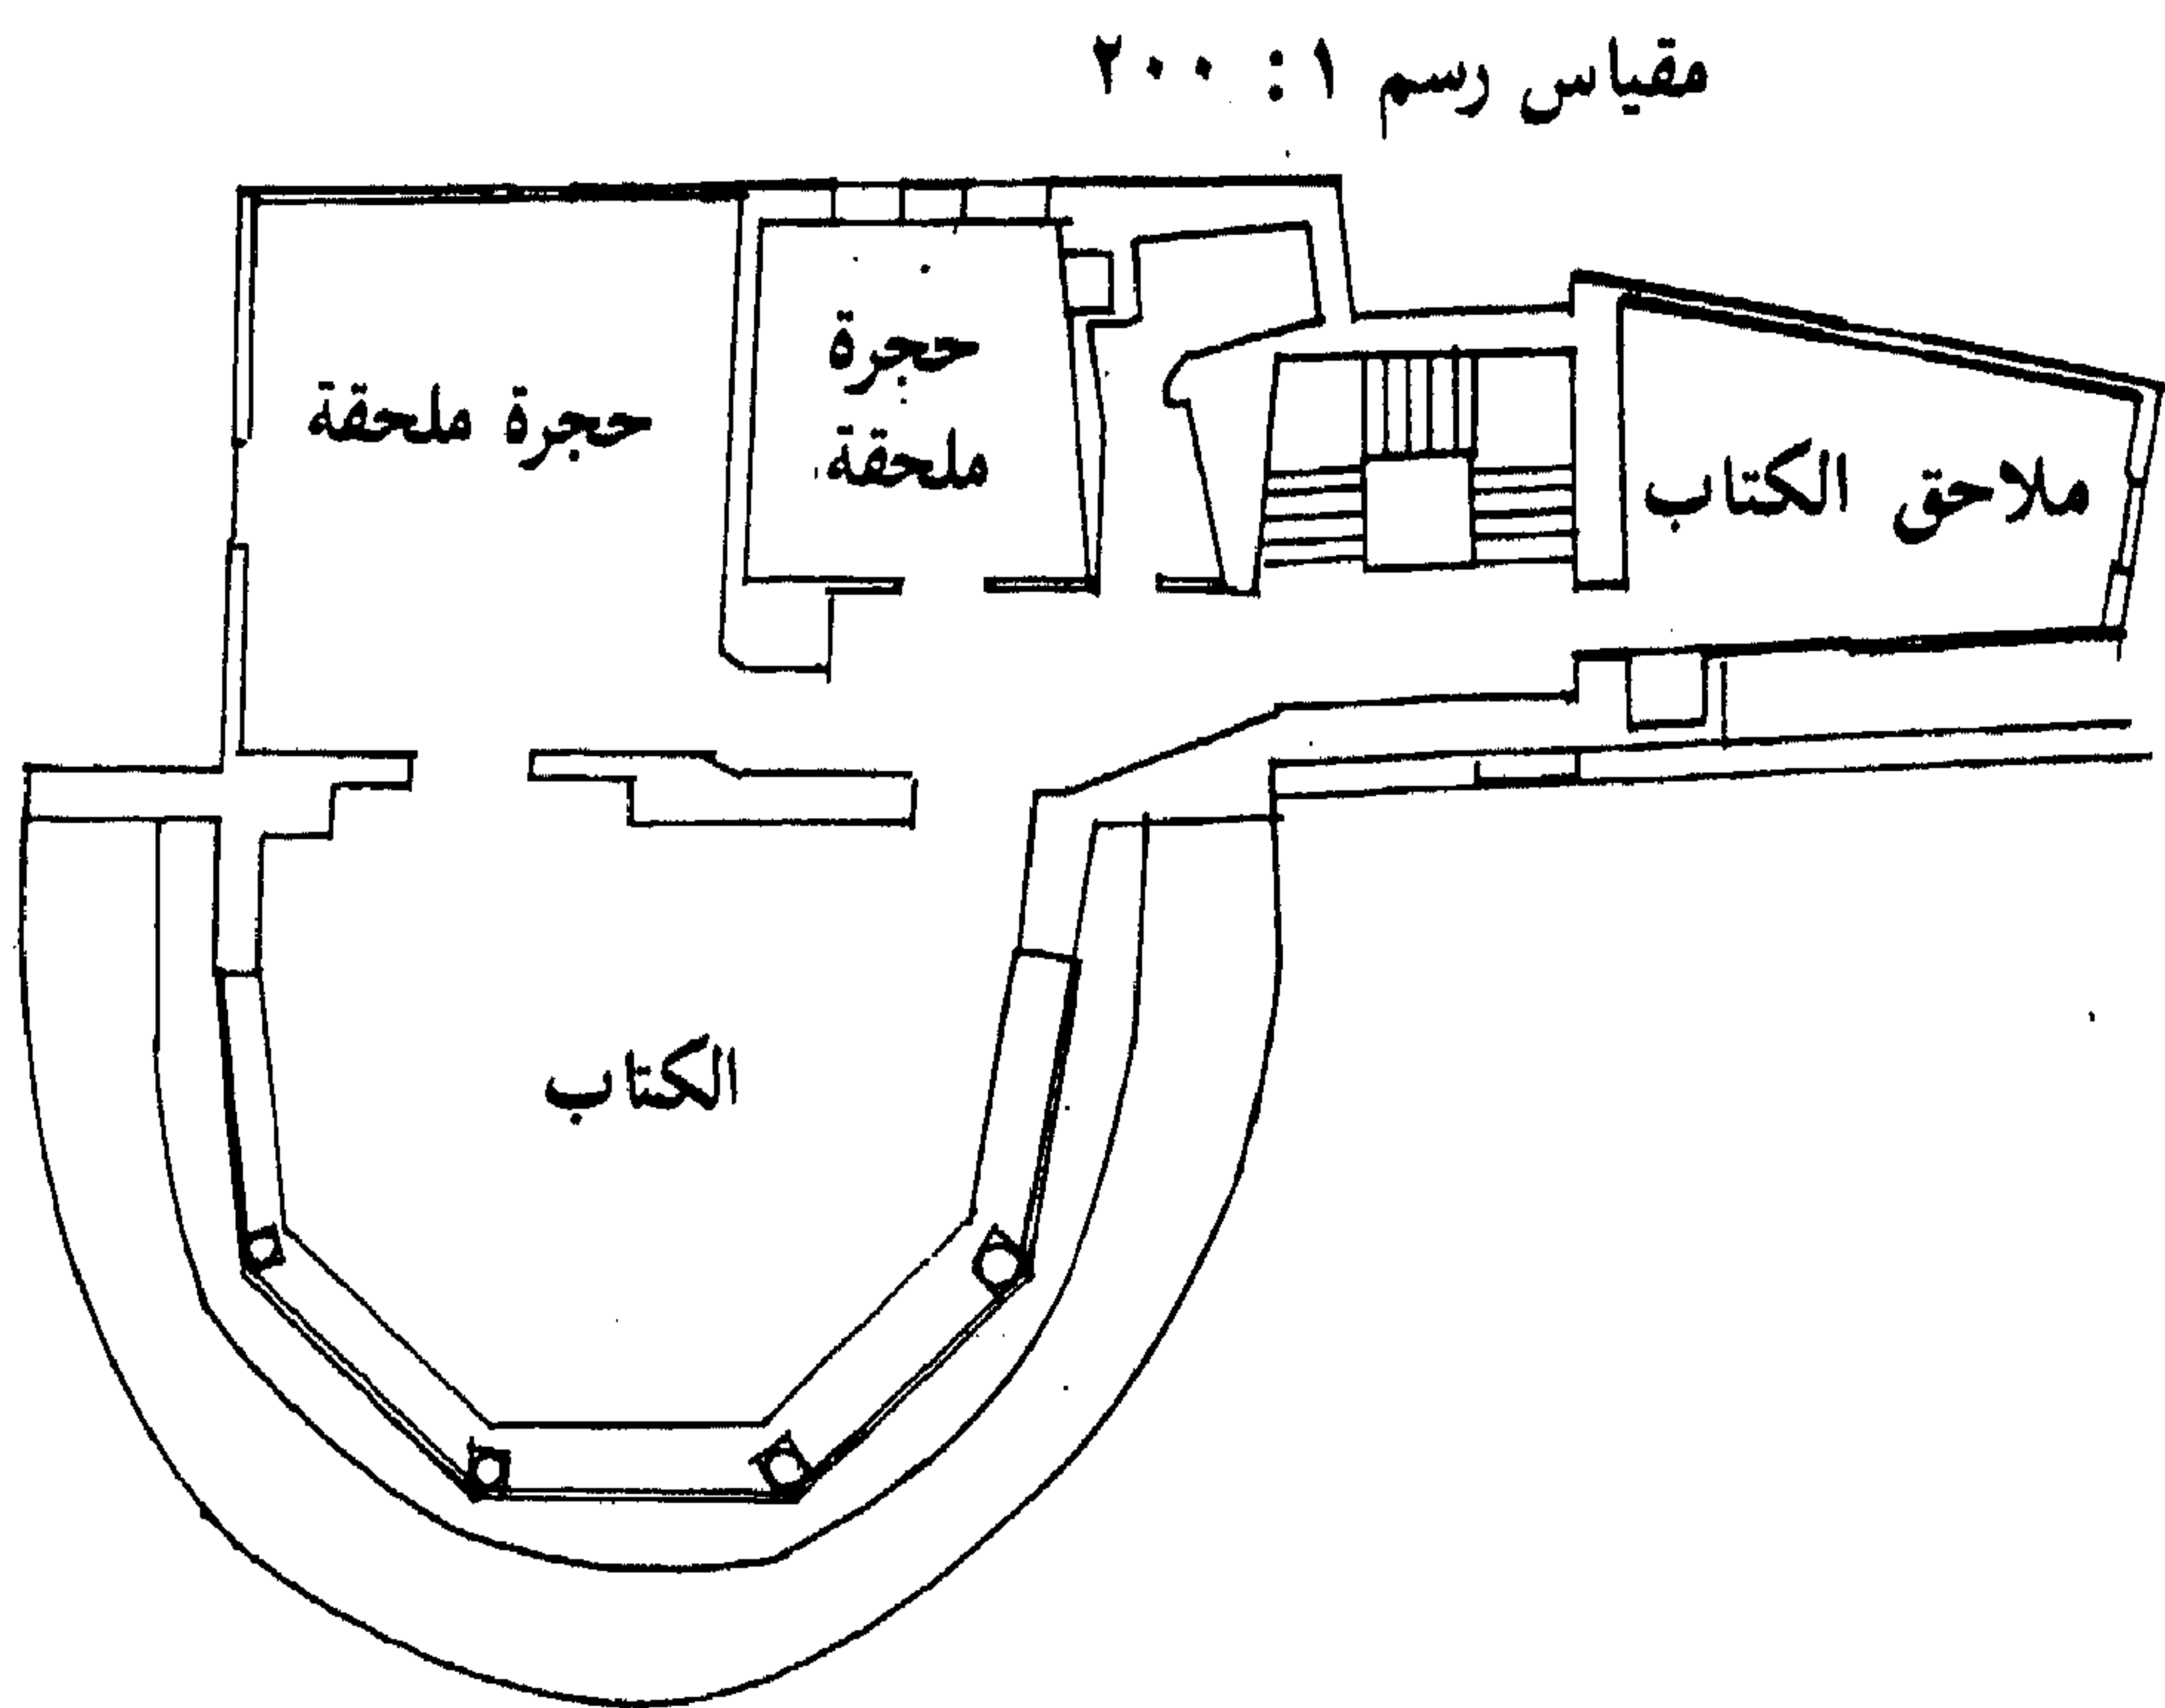 مقياس رسم ١ : ٢٠٠
حجرة
ملحقة
حجرة ملحقة
ملاحق الكتاب
الكتاب